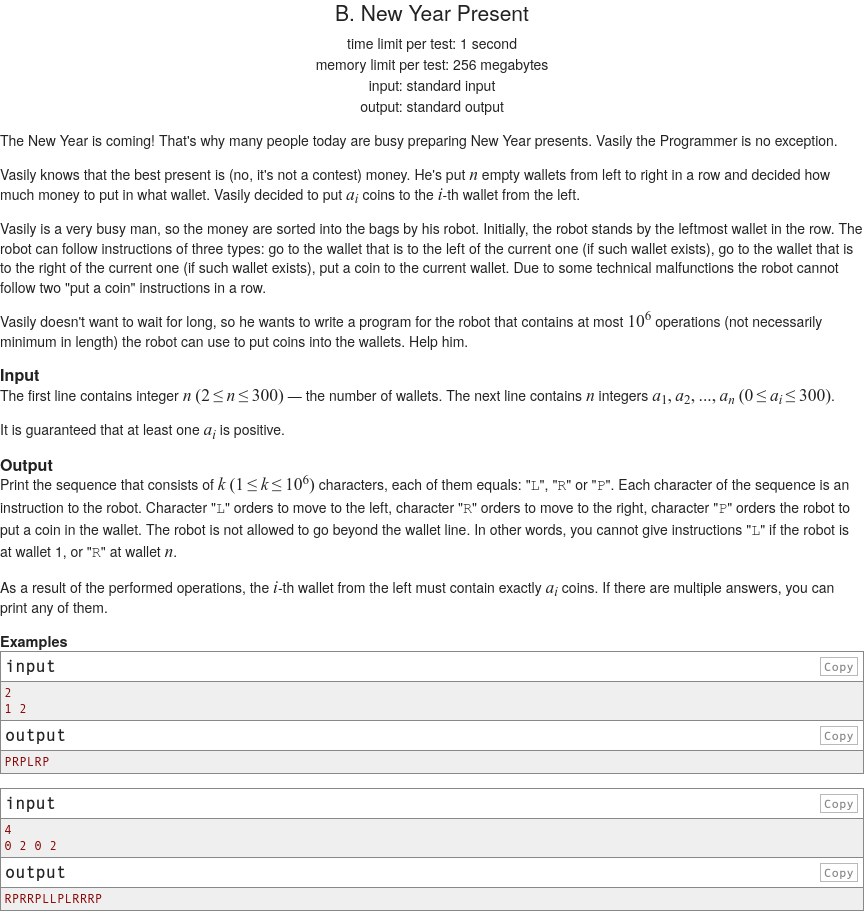 B. New Year Present
time limit per test: 1 second
memory limit per test: 256 megabytes
input: standard input
output: standard output
The New Year is coming! That's why many people today are busy preparing New Year presents. Vasily the Programmer is no exception.
Vasily knows that the best present is (no, it's not a contest) money. He's put n empty wallets from left to right in a row and decided how
much money to put in what wallet. Vasily decided to put a_i coins to the i-th wallet from the left.
Vasily is a very busy man, so the money are sorted into the bags by his robot. Initially, the robot stands by the leftmost wallet in the row. The
robot can follow instructions of three types: go to the wallet that is to the left of the current one (if such wallet exists), go to the wallet that is
to the right of the current one (if such wallet exists), put a coin to the current wallet. Due to some technical malfunctions the robot cannot
follow two "put a coin" instructions in a row.
Vasily doesn't want to wait for long, so he wants to write a program for the robot that contains at most 10^6 operations (not necessarily
minimum in length) the robot can use to put coins into the wallets. Help him.
Input
The first line contains integer n (2 ≤ n ≤ 300) — the number of wallets. The next line contains n integers a_1, a_2, ..., a_n (0 ≤ a_i ≤ 300).
It is guaranteed that at least one a_i is positive.
Output
Print the sequence that consists of k (1 ≤ k ≤ 10^6) characters, each of them equals: "L", "R" or "P". Each character of the sequence is an
instruction to the robot. Character "L" orders to move to the left, character "R" orders to move to the right, character "P" orders the robot to
put a coin in the wallet. The robot is not allowed to go beyond the wallet line. In other words, you cannot give instructions "L" if the robot is
at wallet 1, or "R" at wallet n.
As a result of the performed operations, the i-th wallet from the left must contain exactly a_i coins. If there are multiple answers, you can
print any of them.
Examples
input Copy
2
1 2
output Copy
PRPLRP
input Copy
4
0 2 0 2
output Copy
RPRRPLLPLRRRP